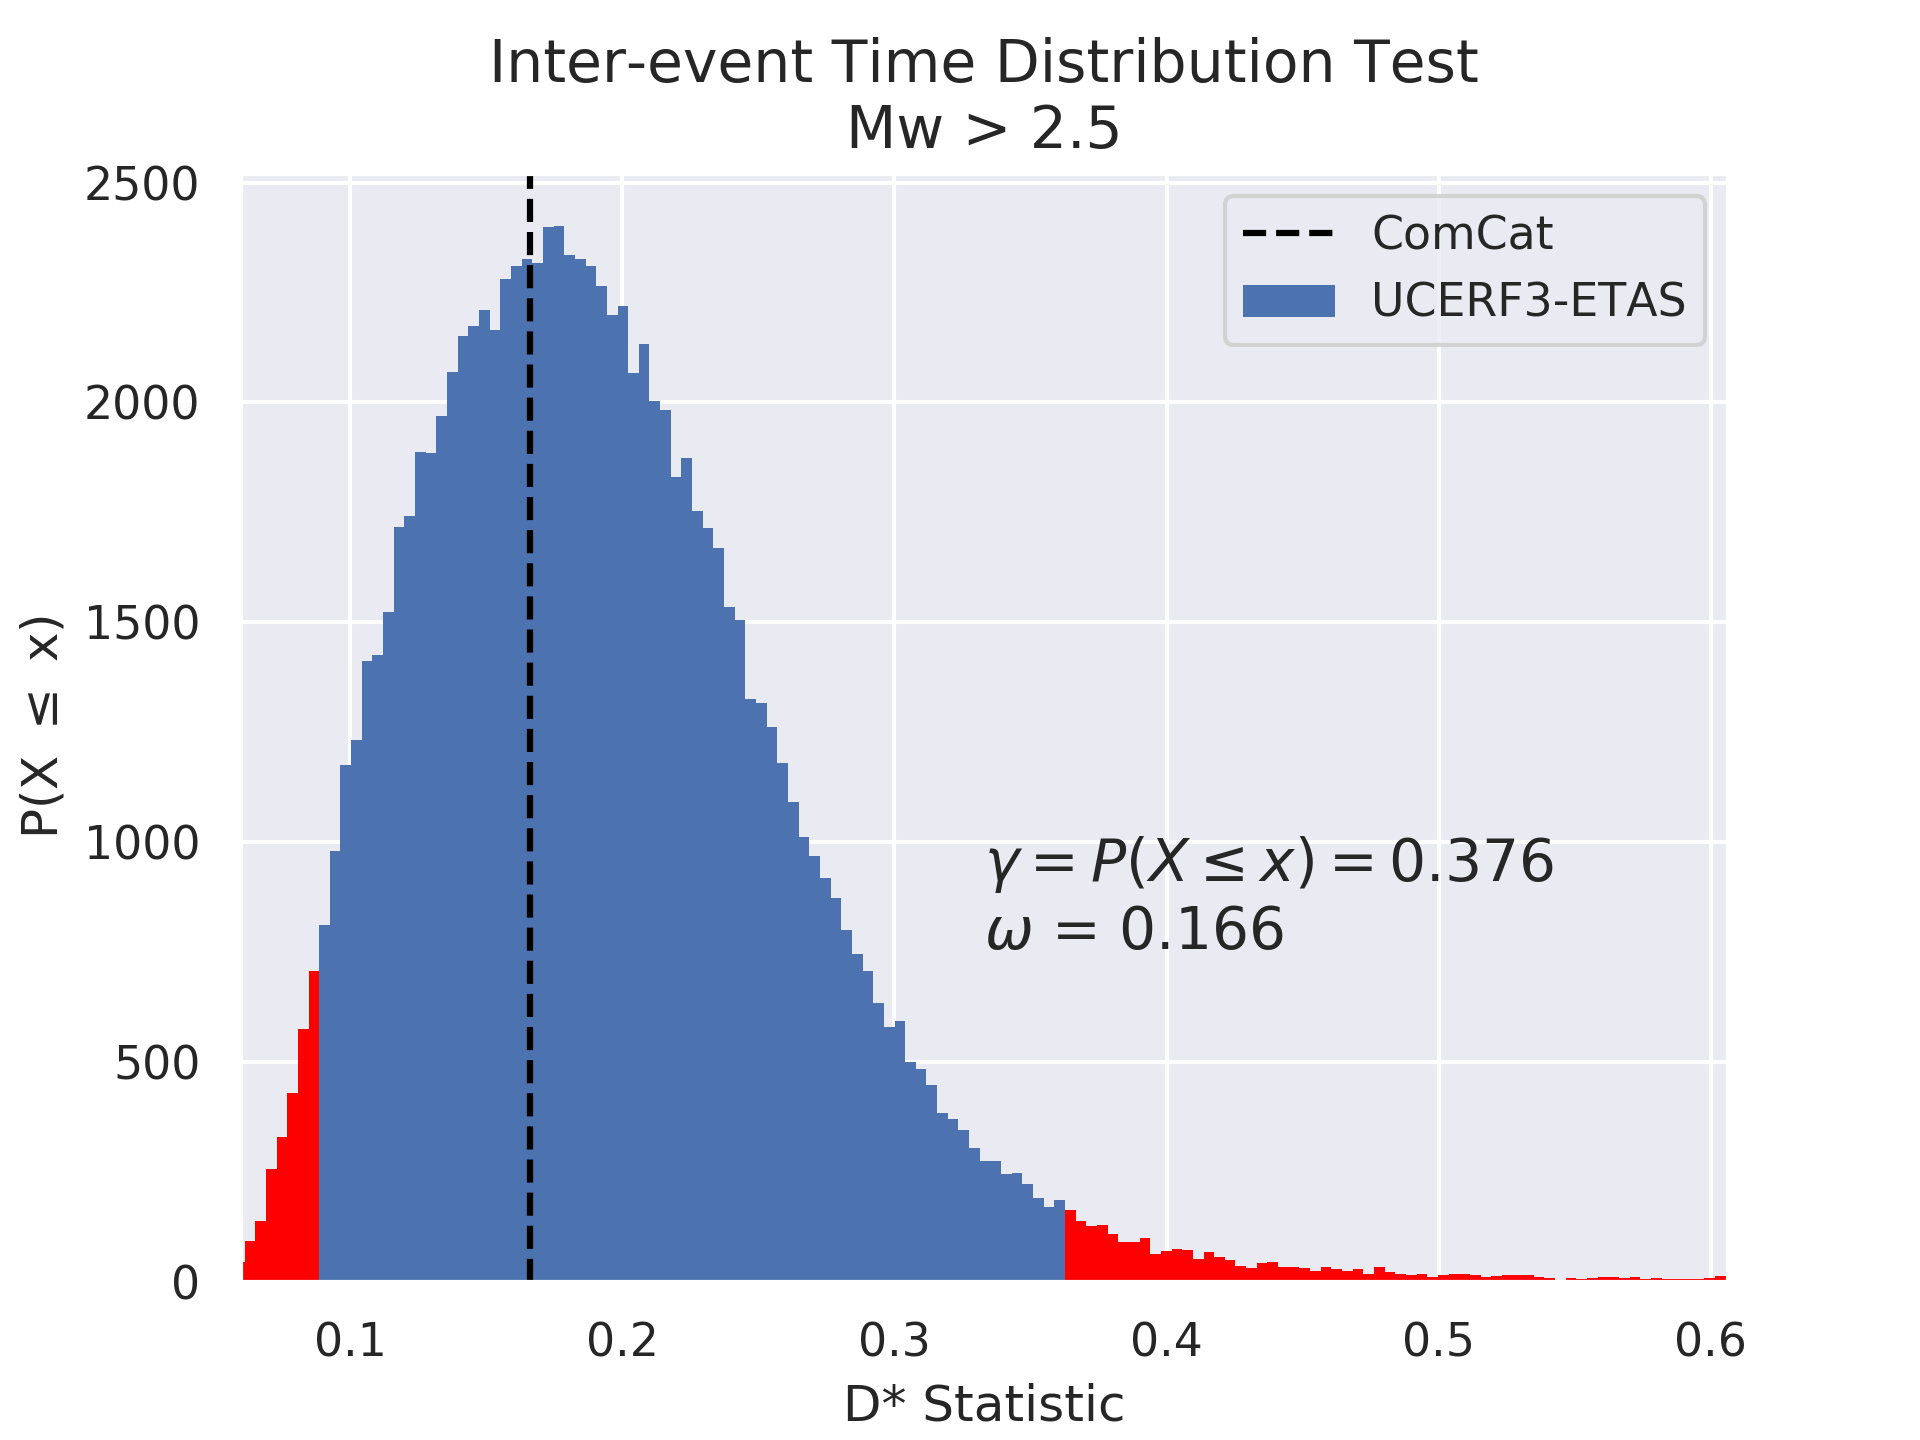 Inter-event Time Distribution Test
Mw > 2.5
2500
2000
1500
1000
500
0
P(X ≤ x)
ComCat
UCERF3-ETAS
γ = P(X ≤ x) = 0.376
ω = 0.166
0.1 0.2 0.3 0.4 0.5 0.6
D* Statistic